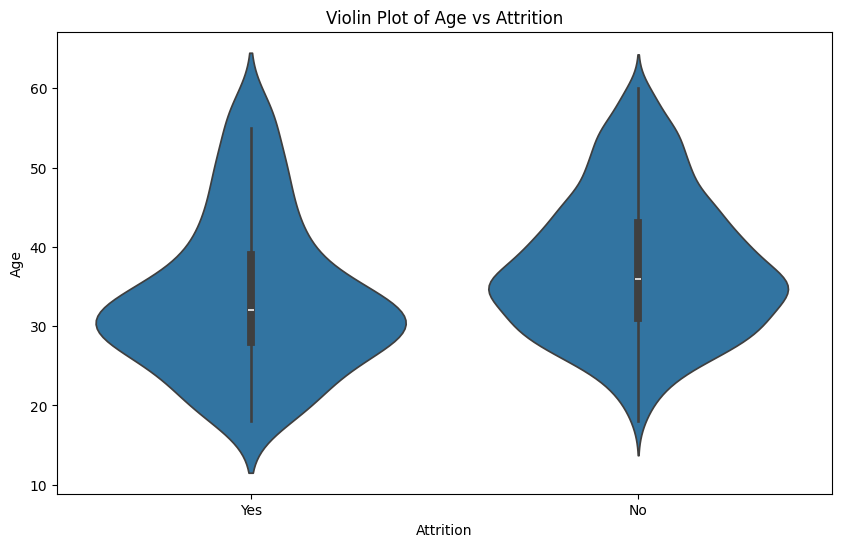 Violin Plot of Age vs Attrition
Age
60
50
40
30
20
10
Yes No
Attrition